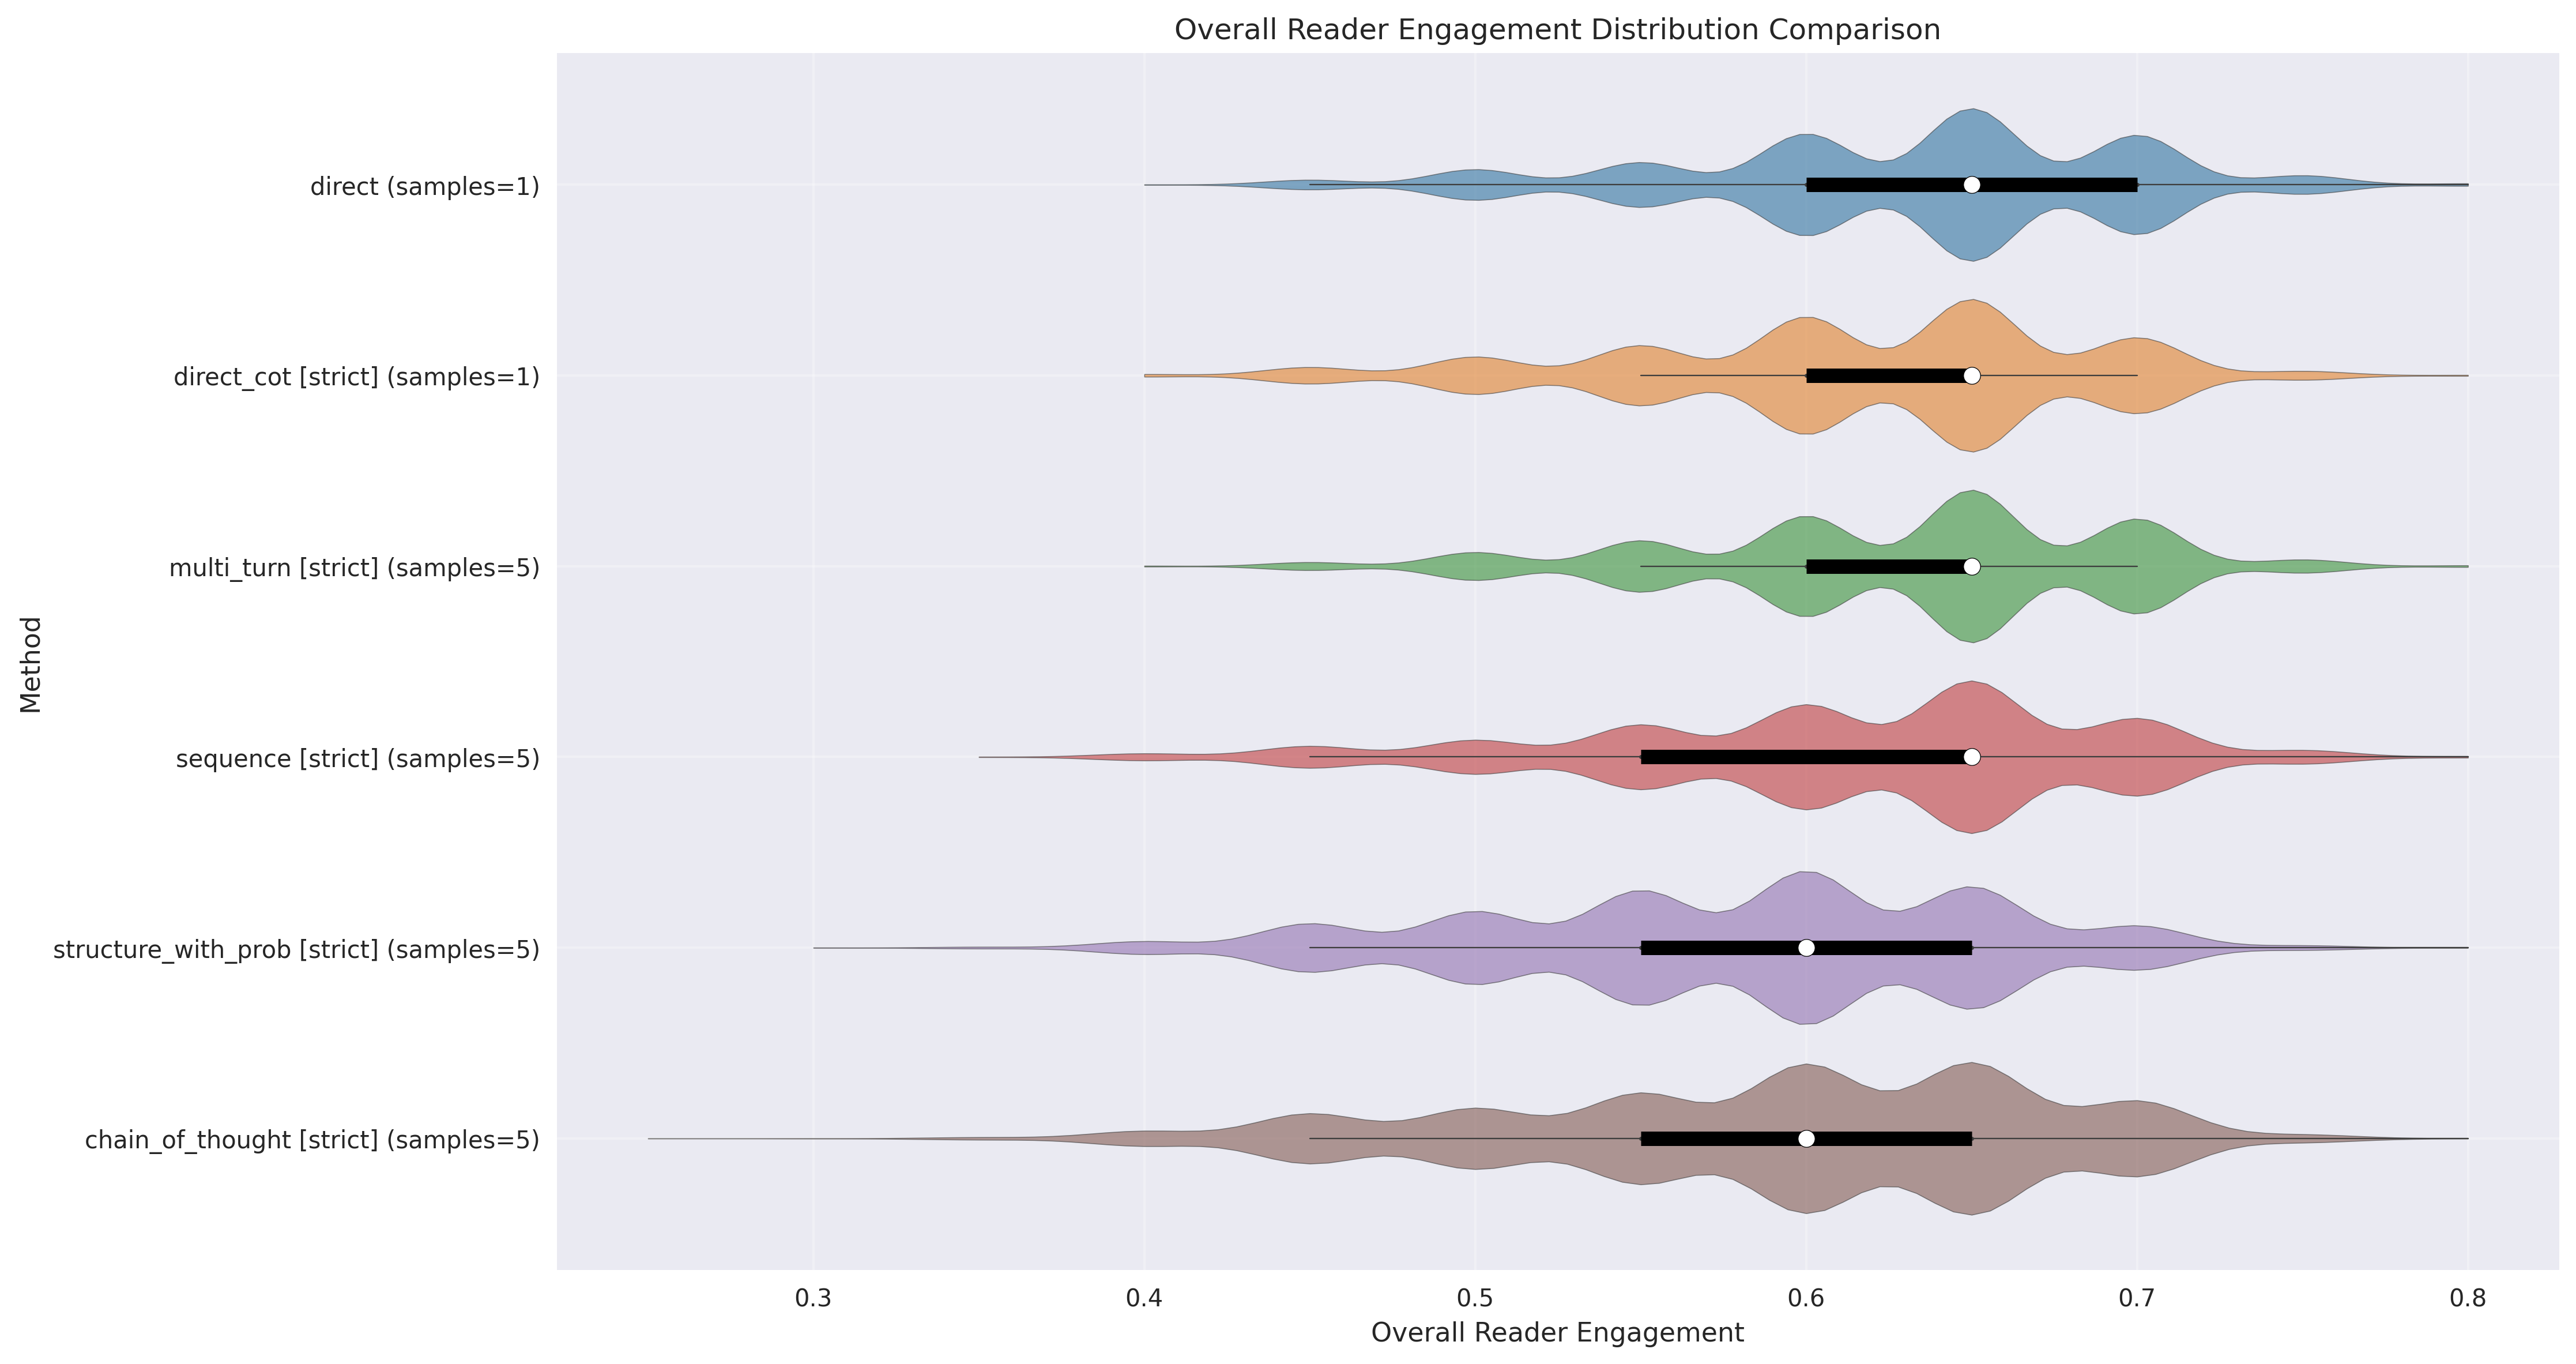 Overall Reader Engagement Distribution Comparison
Method
direct (samples=1)
direct_cot [strict] (samples=1)
multi_turn [strict] (samples=5)
sequence [strict] (samples=5)
structure_with_prob [strict] (samples=5)
chain_of_thought [strict] (samples=5)
0.3 0.4 0.5 0.6 0.7 0.8
Overall Reader Engagement